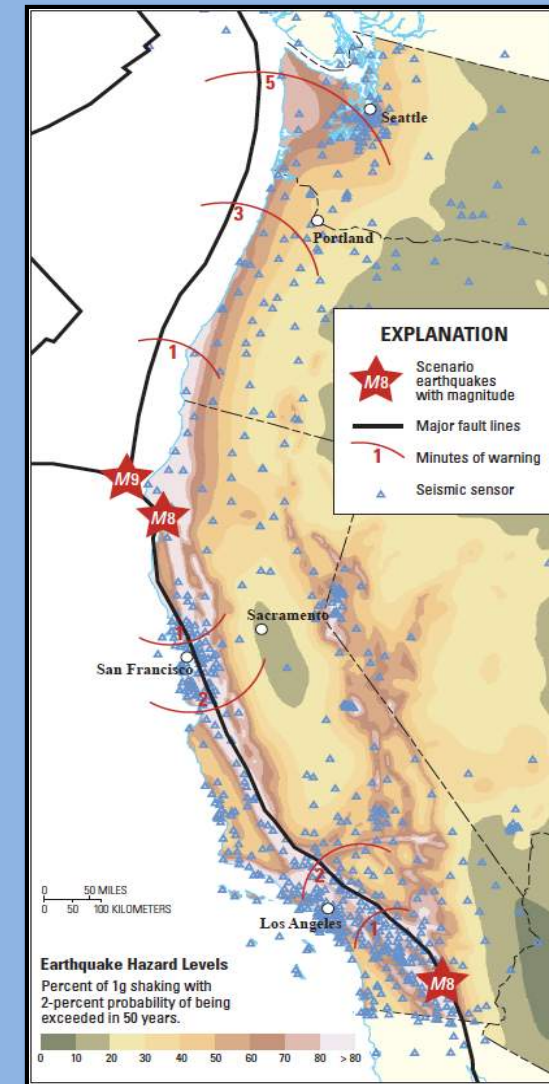 5
Seattle
3
Portland
1
EXPLANATION
M8
Scenario
earthquakes
with magnitude
Major fault lines
1
Minutes of warning
Seismic sensor
M9
M8
Sacramento
1
San Francisco
2
2
0 50 MILES
0 50 100 KILOMETERS
Los Angeles
1
M8
Earthquake Hazard Levels
Percent of 1g shaking with
2-percent probability of being
exceeded in 50 years.
0 10 20 30 40 50 60 70 80 > 80